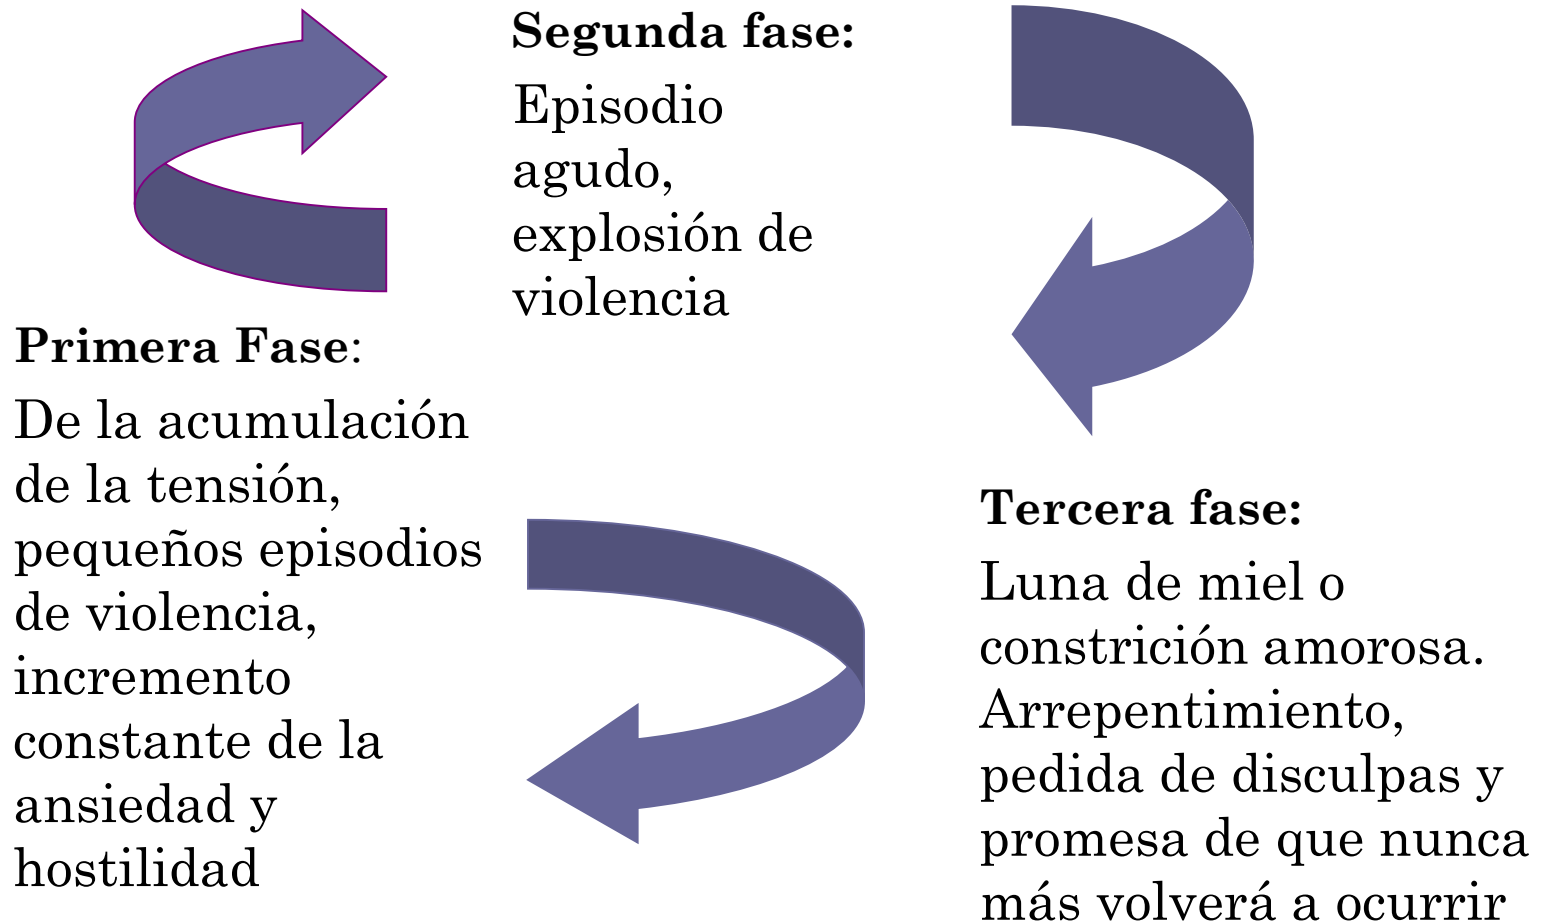 Primera Fase:
De la acumulación
de la tensión,
pequeños episodios
de violencia,
incremento
constante de la
ansiedad y
hostilidad
Segunda fase:
Episodio
agudo,
explosión de
violencia
Tercera fase:
Luna de miel o
constrición amorosa.
Arrepentimiento,
pedida de disculpas y
promesa de que nunca
más volverá a ocurrir